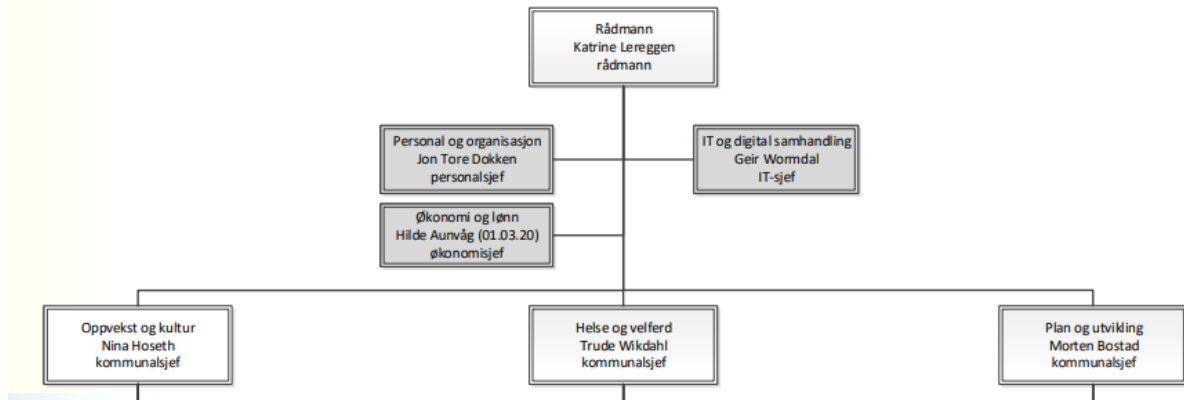 Rådmann
Katrine Lereggen
rådmann
Personal og organisasjon
Jon Tore Dokken
personalsjef
IT og digital samhandling
Geir Wormdal
IT-sjef
Økonomi og lønn
Hilde Aunvåg (01.03.20)
økonomisjef
Oppvekst og kultur
Nina Hoseth
kommunalsjef
Helse og velferd
Trude Wikdahl
kommunalsjef
Plan og utvikling
Morten Bostad
kommunalsjef